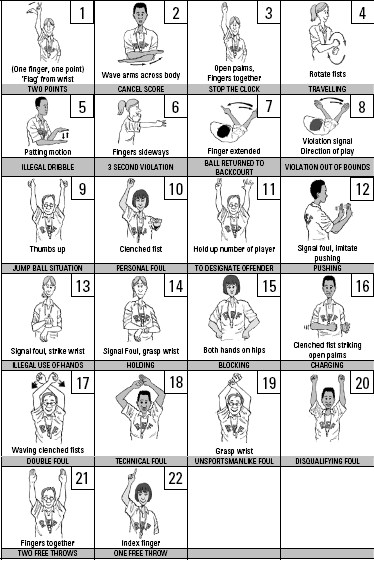 1
(One finger, one point)
'Flag' from wrist
TWO POINTS
2
Wave arms across body
CANCEL SCORE
3
Open palms,
Fingers together
STOP THE CLOCK
4
Rotate fists
TRAVELLING
5
Patting motion
ILLEGAL DRIBBLE
6
Fingers sideways
3 SECOND VIOLATION
7
Finger extended
BALL RETURNED TO
BACKCOURT
8
Violation signal
Direction of play
VIOLATION OUT OF BOUNDS
9
Thumbs up
JUMP BALL SITUATION
10
Clenched fist
PERSONAL FOUL
11
Hold up number of player
TO DESIGNATE OFFENDER
12
Signal foul, imitate
pushing
PUSHING
13
Signal foul, strike wrist
ILLEGAL USE OF HANDS
14
Signal Foul, grasp wrist
HOLDING
15
Both hands on hips
BLOCKING
16
Clenched fist striking
open palms
CHARGING
17
Waving clenched fists
DOUBLE FOUL
18
TECHNICAL FOUL
19
Grasp wrist
UNSPORTSMANLIKE FOUL
20
DISQUALIFYING FOUL
21
Fingers together
TWO FREE THROWS
22
Index finger
ONE FREE THROW